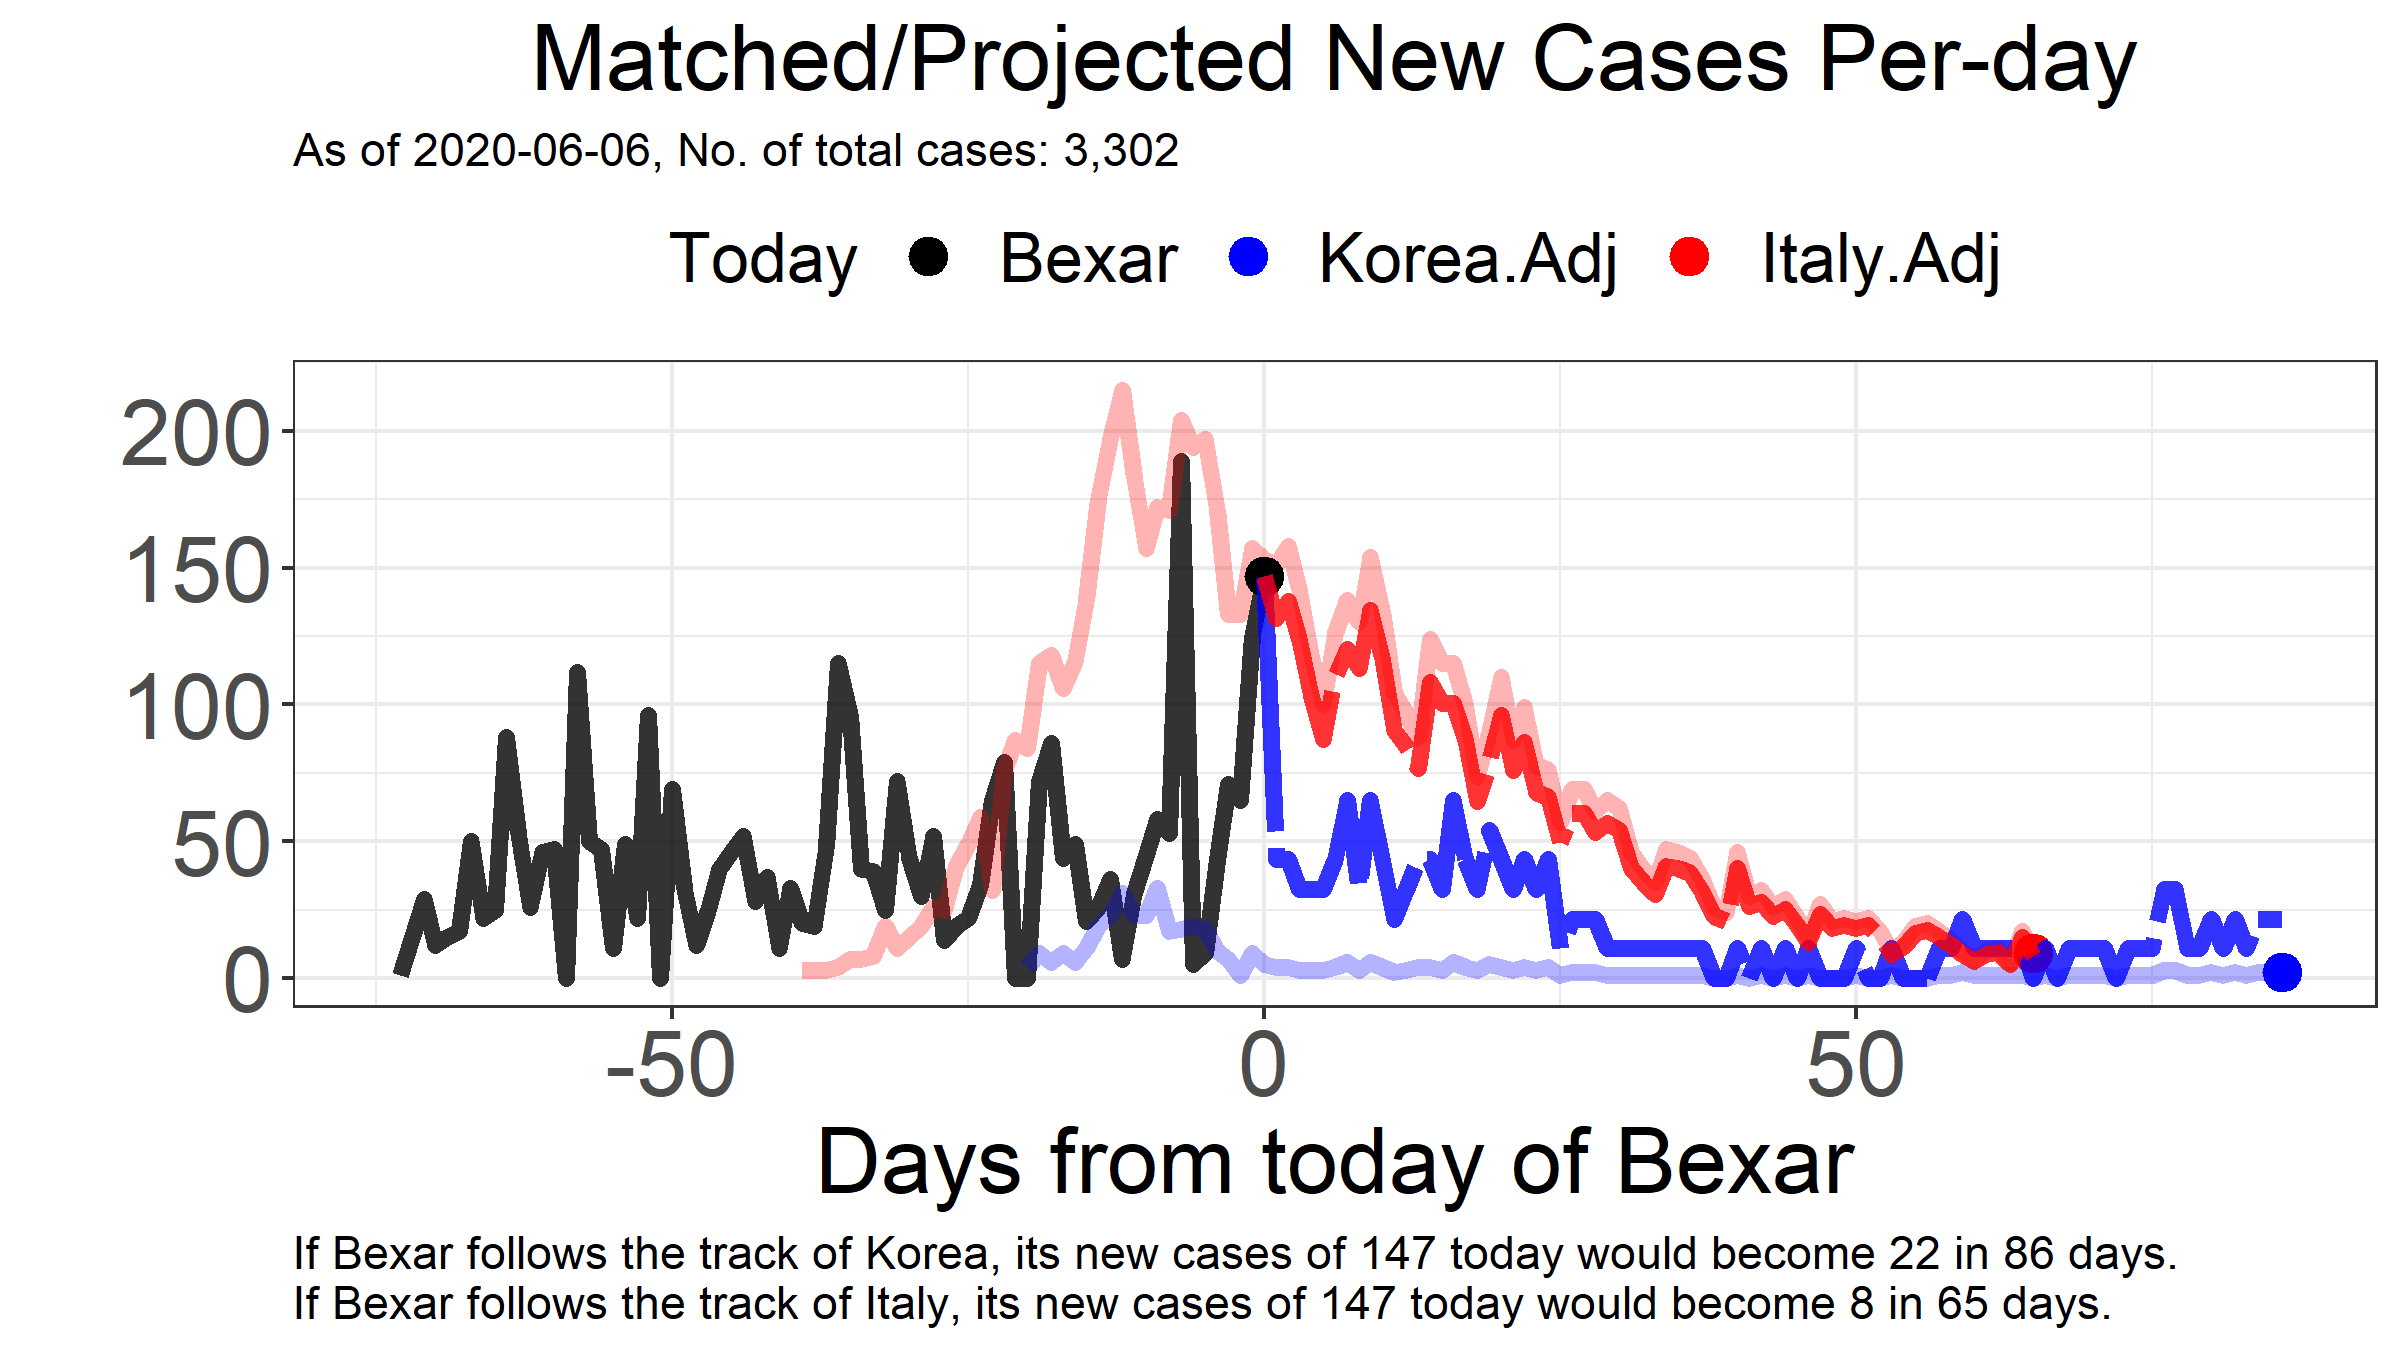 Matched/Projected New Cases Per-day
As of 2020-06-06, No. of total cases: 3,302
Today Bexar Korea.Adj Italy.Adj
200
150
100
50
0
-50 0 50
Days from today of Bexar
If Bexar follows the track of Korea, its new cases of 147 today would become 22 in 86 days.
If Bexar follows the track of Italy, its new cases of 147 today would become 8 in 65 days.